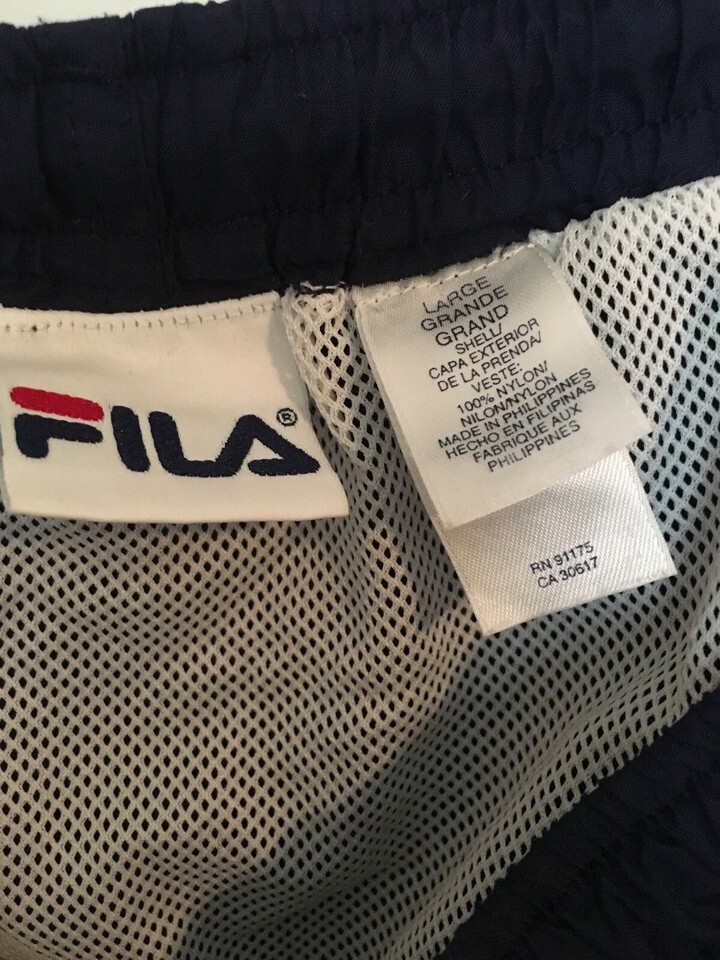 FILA®
LARGE
GRANDE
GRAND
SHELL/
CAPA EXTERIOR
DE LA PRENDA/
VESTE:
100% NYLON/
NILON/NYLON
MADE IN PHILIPPINES
HECHO EN FILIPINAS
FABRIQUE AUX
PHILIPPINES
RN 91175
CA 30617